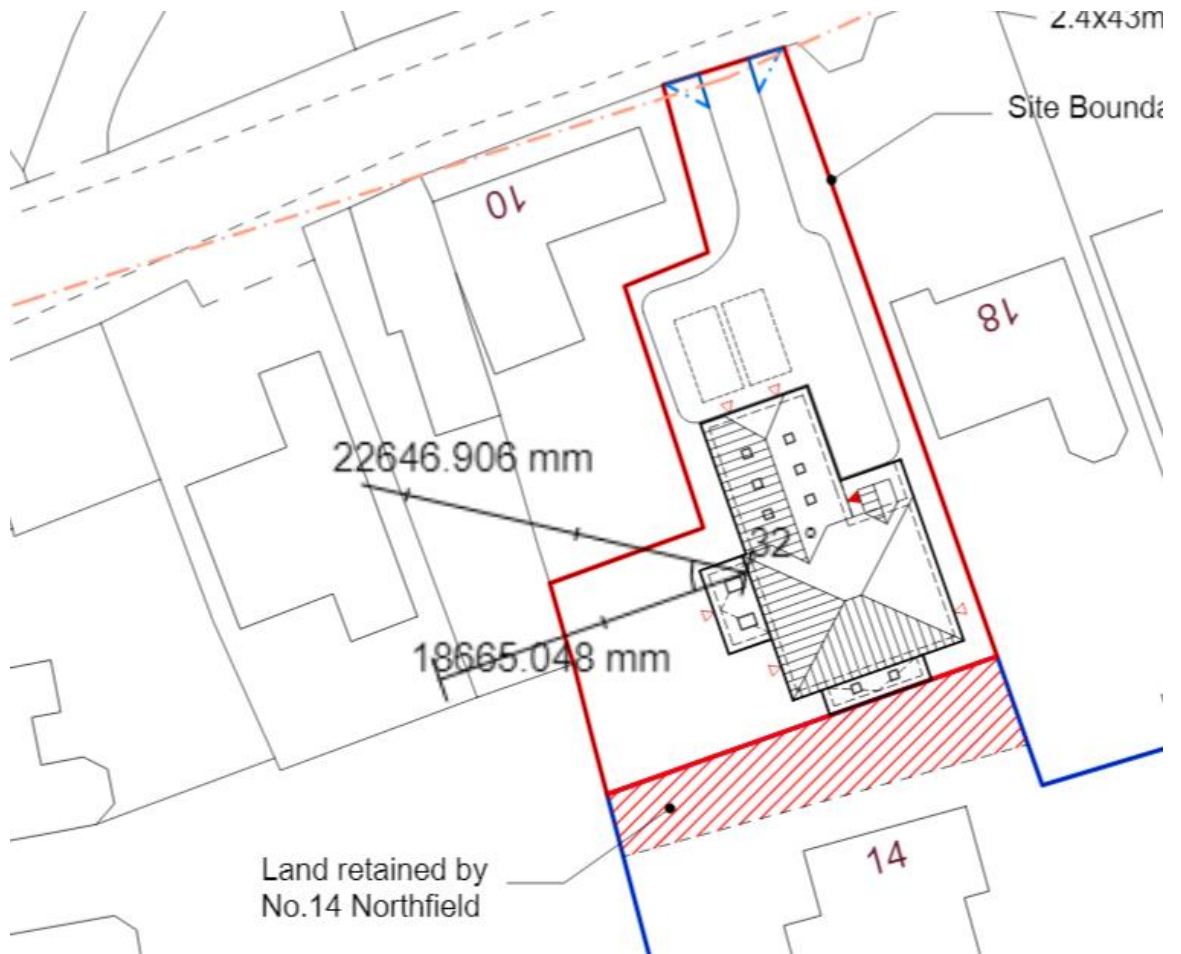 2.4x43m
Site Bounda
10
18
22646.906 mm
32
18665.048 mm
14
Land retained by
No.14 Northfield